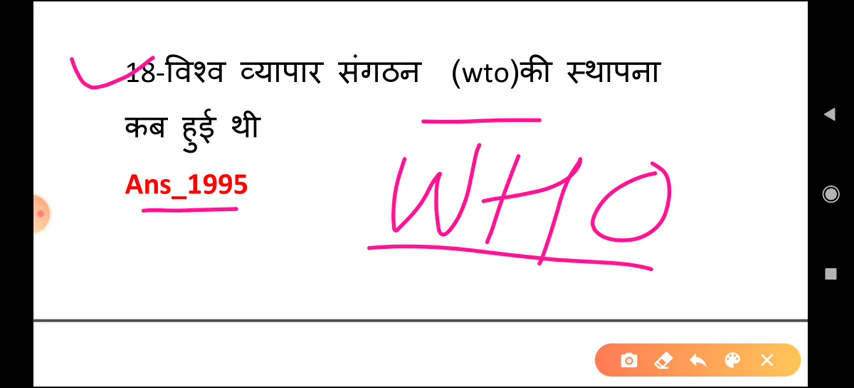 18-विश्व व्यापार संगठन (wto)की स्थापना
कब हुई थी
Ans_1995
WHO